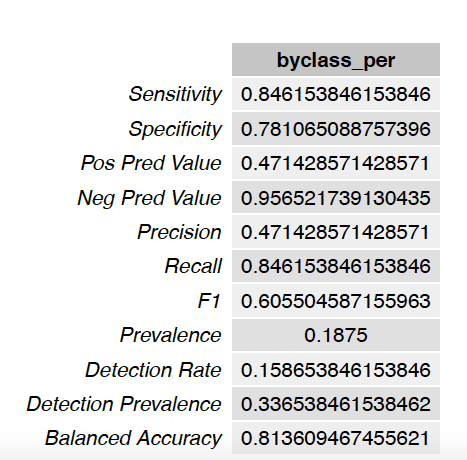 byclass_per
Sensitivity 0.846153846153846
Specificity 0.781065088757396
Pos Pred Value 0.471428571428571
Neg Pred Value 0.956521739130435
Precision 0.471428571428571
Recall 0.846153846153846
F1 0.605504587155963
Prevalence 0.1875
Detection Rate 0.158653846153846
Detection Prevalence 0.336538461538462
Balanced Accuracy 0.813609467455621